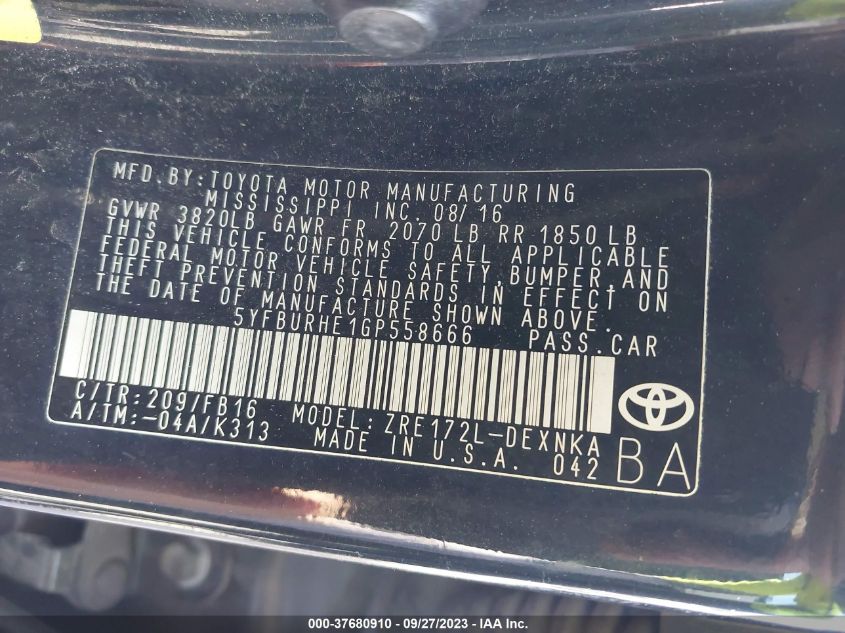 MFD.BY:TOYOTA MOTOR MANUFACTURING
MISSISSIPPI INC. 08/16
GVWR 3820LB GAWR FR 2070 LB RR 1850 LB
THIS VEHICLE CONFORMS TO ALL APPLICABLE
FEDERAL MOTOR VEHICLE SAFETY,BUMPER,AND
THEFT PREVENTION STANDARDS IN EFFECT ON
THE DATE OF MANUFACTURE SHOWN ABOVE.
5YFBURHE1GP558666 PASS.CAR
C/TR:209/FB16 MODEL:ZRE172L-DEXNKA
A/TM:-04A/K313 MADE IN U.S.A. 042
BA
000-37680910 - 09/27/2023 - IAA Inc.